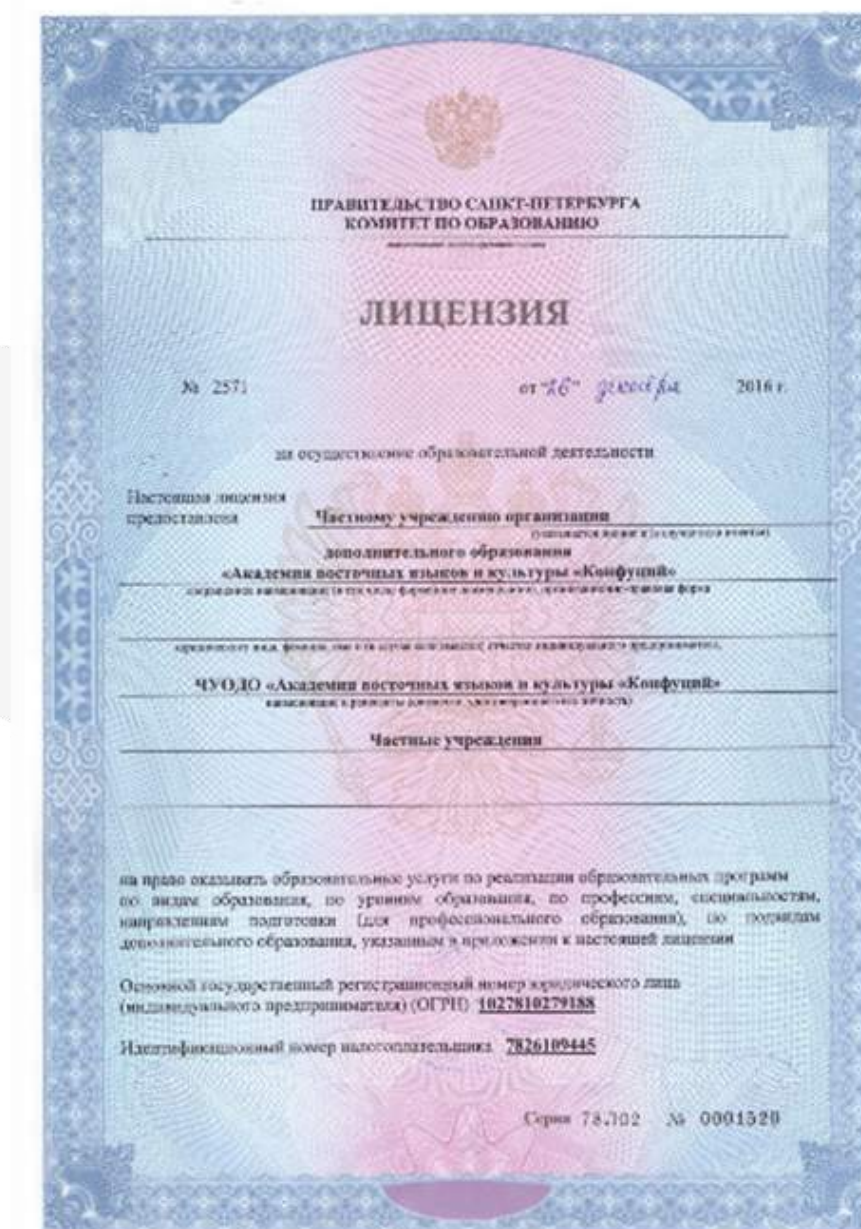 ПРАВИТЕЛЬСТВО САНКТ-ПЕТЕРБУРГА
КОМИТЕТ ПО ОБРАЗОВАНИЮ
ЛИЦЕНЗИЯ
№ 2571 от "26" декабря 2016 г.
на осуществление образовательной деятельности
Настоящая лицензия
предоставлена Частному учреждению организации
дополнительного образования
«Академия восточных языков и культуры «Конфуций»
ЧУОДО «Академия восточных языков и культуры «Конфуций»
Частные учреждения
на право оказывать образовательные услуги по реализации образовательных программ
по видам образования, по уровням образования, по профессиям, специальностям,
направлениям подготовки (для профессионального образования), по подвидам
дополнительного образования, указанным в приложении к настоящей лицензии
Основной государственный регистрационный номер юридического лица
(индивидуального предпринимателя) (ОГРН) 1027810279188
Идентификационный номер налогоплательщика 7826109445
Серия 78Л02 № 0001520